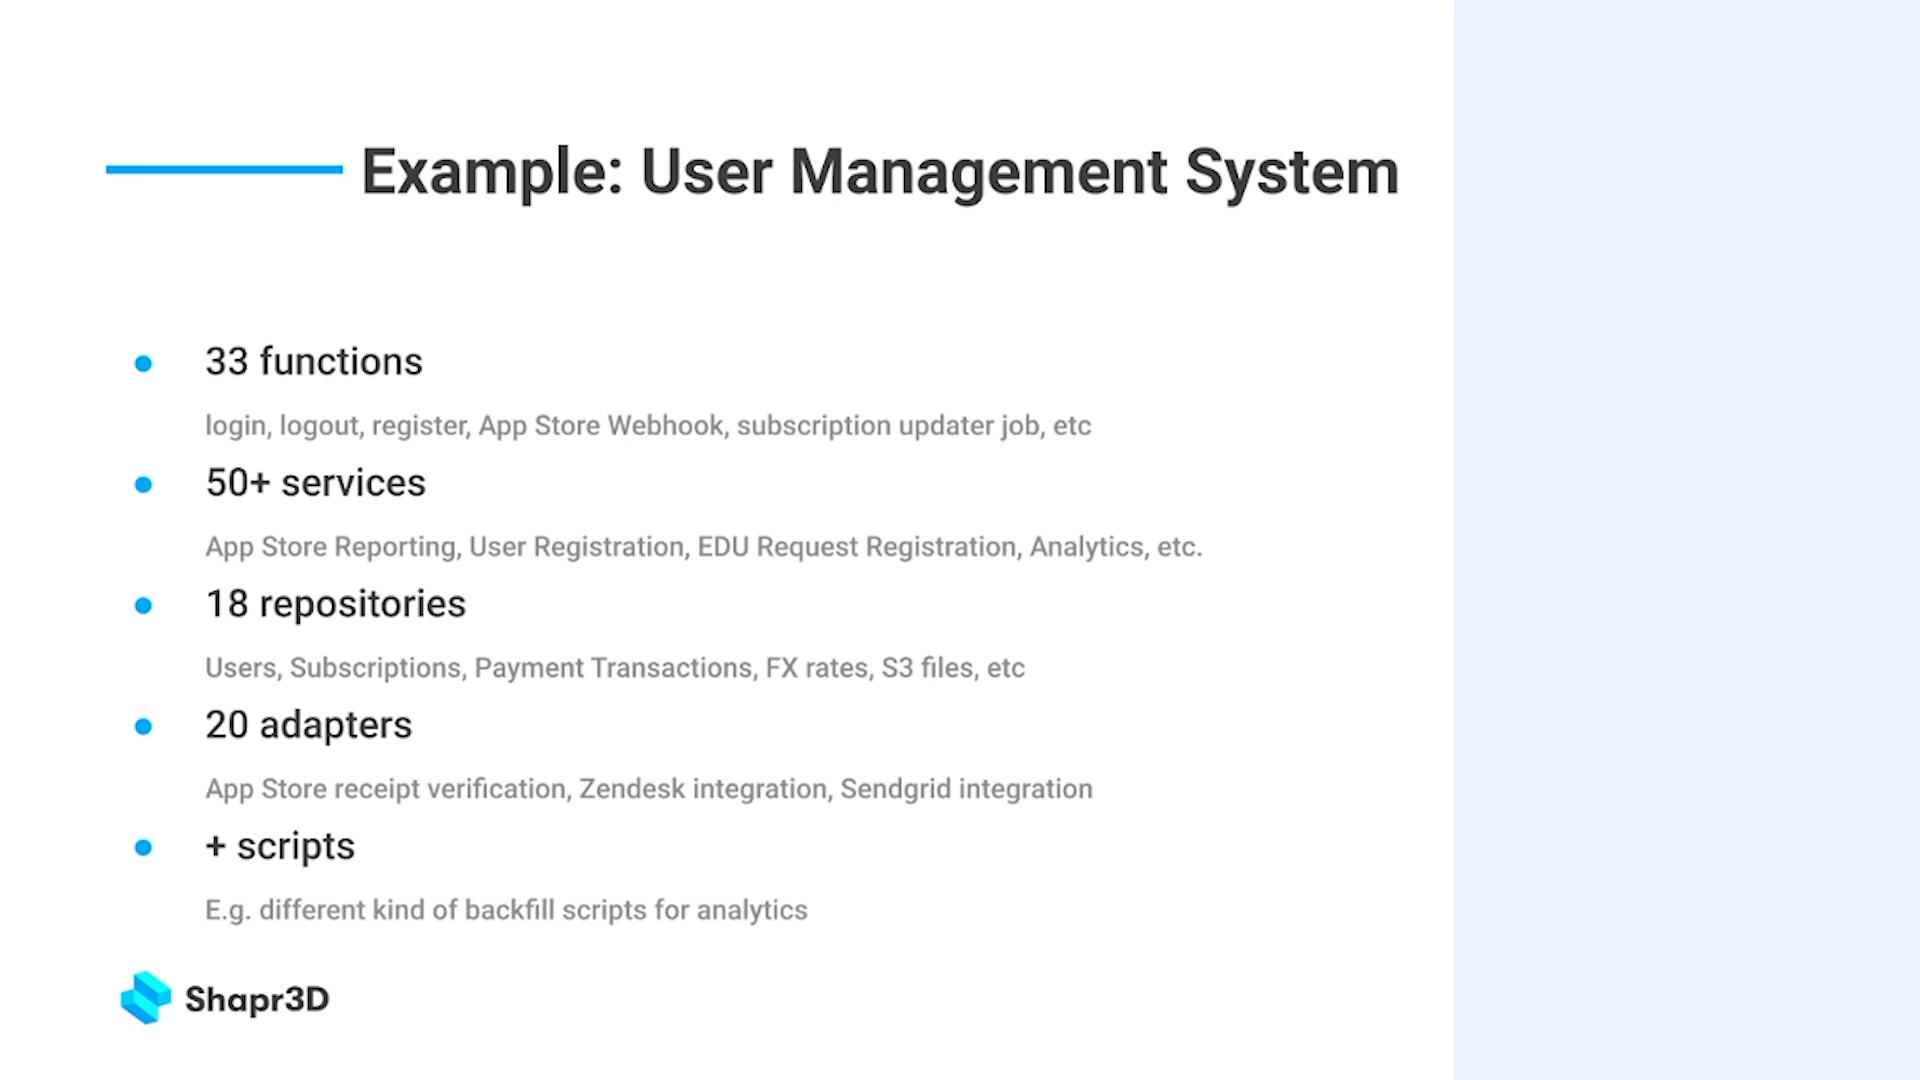 Example: User Management System
33 functions
login, logout, register, App Store Webhook, subscription updater job, etc
50+ services
App Store Reporting, User Registration, EDU Request Registration, Analytics, etc.
18 repositories
Users, Subscriptions, Payment Transactions, FX rates, S3 files, etc
20 adapters
App Store receipt verification, Zendesk integration, Sendgrid integration
+ scripts
E.g. different kind of backfill scripts for analytics
Shapr3D